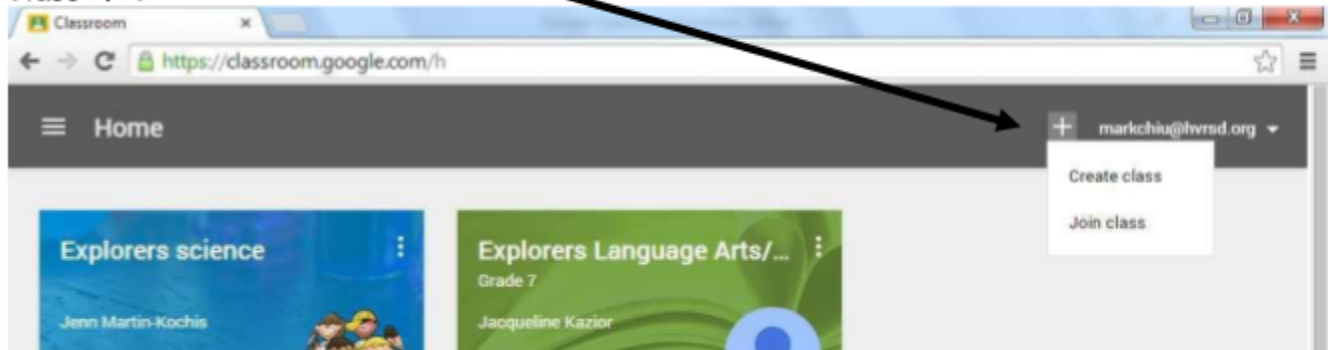 Classroom
https://classroom.google.com/h
Home
markchiu@hvrsd.org
Create class
Join class
Explorers science
Jenn Martin-Kochis
Explorers Language Arts/...
Grade 7
Jacqueline Kazior